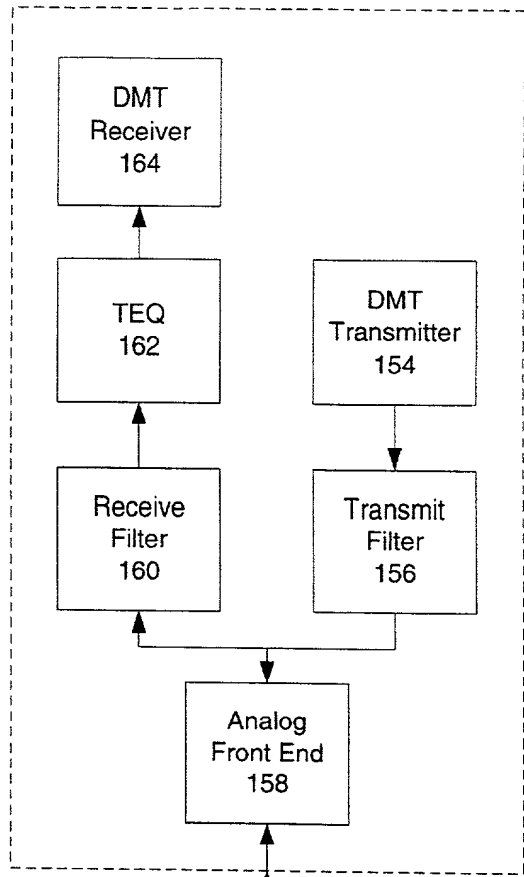 DMT
Receiver
164
TEQ
162
DMT
Transmitter
154
Receive
Filter
160
Transmit
Filter
156
Analog
Front End
158